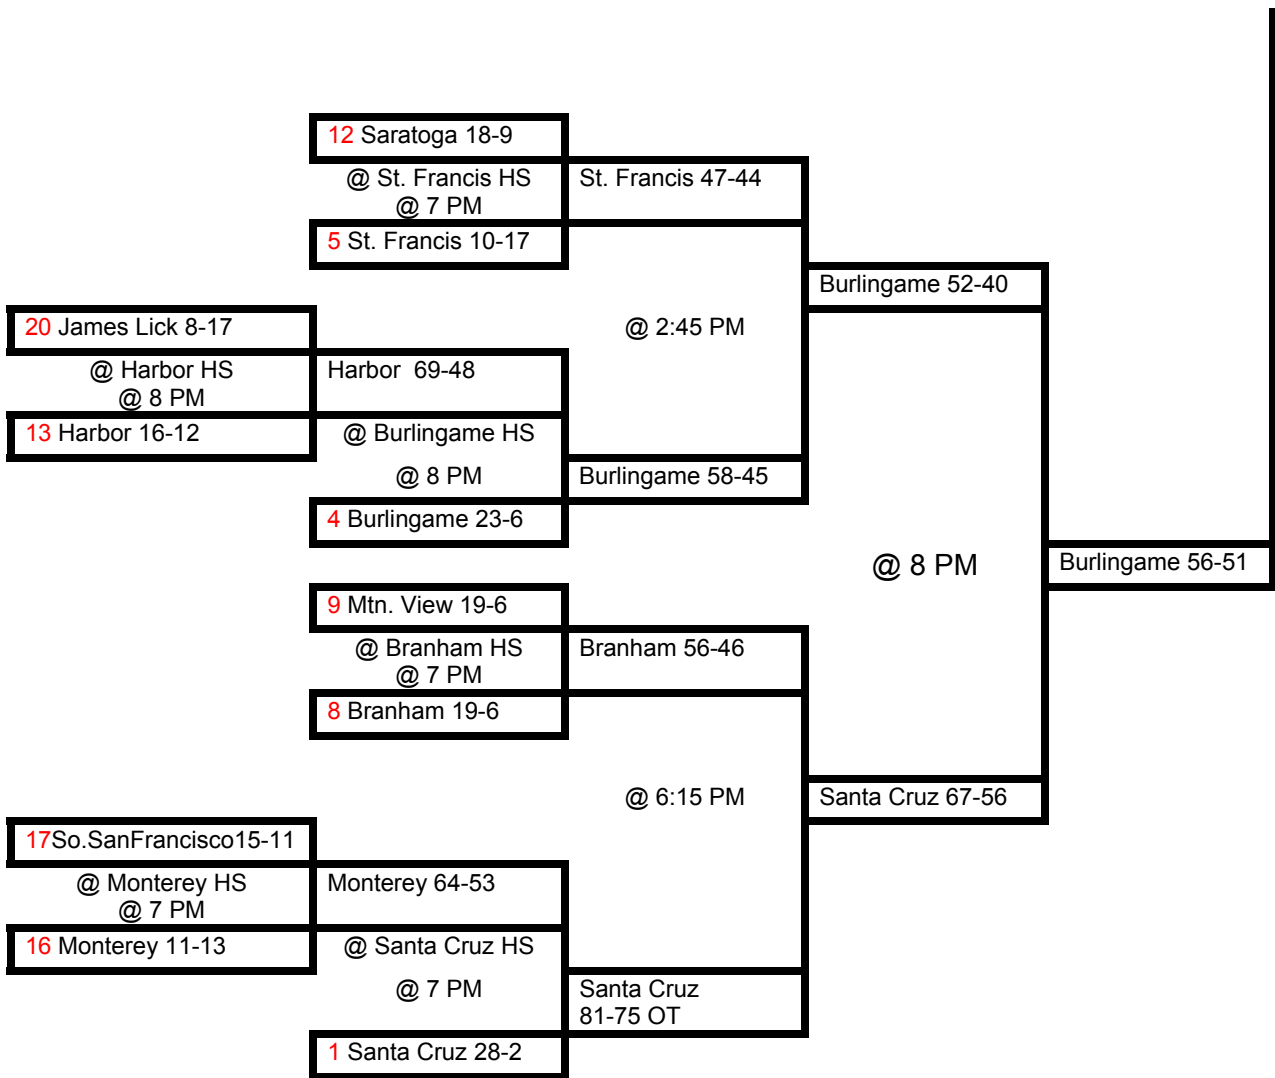 12 Saratoga 18-9
@ St. Francis HS
@ 7 PM
St. Francis 47-44
5 St. Francis 10-17
Burlingame 52-40
20 James Lick 8-17
@ 2:45 PM
@ Harbor HS
@ 8 PM
Harbor  69-48
13 Harbor 16-12
@ Burlingame HS
@ 8 PM
Burlingame 58-45
4 Burlingame 23-6
@ 8 PM
Burlingame 56-51
9 Mtn. View 19-6
@ Branham HS
@ 7 PM
Branham 56-46
8 Branham 19-6
@ 6:15 PM
Santa Cruz 67-56
17So.SanFrancisco15-11
@ Monterey HS
@ 7 PM
Monterey 64-53
16 Monterey 11-13
@ Santa Cruz HS
@ 7 PM
Santa Cruz
81-75 OT
1 Santa Cruz 28-2